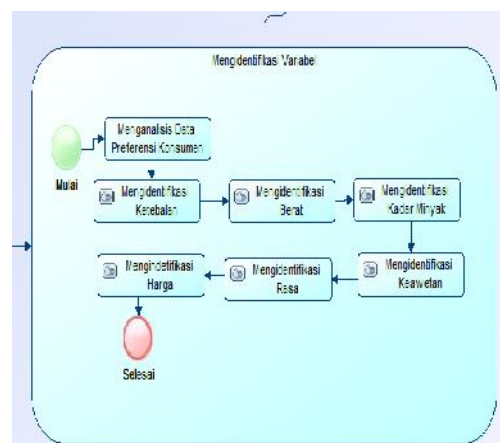 Mengidentifikasi Variabel
Mulai
Menganalisis Data
Preferensi Konsumen
Mengidentifikasi
Ketebalan
Mengidentifikasi
Berat
Mengidentifikasi
Kadar Minyak
Mengidentifikasi
Keawetan
Mengidentifikasi
Rasa
Mengindetifikasi
Harga
Selesai